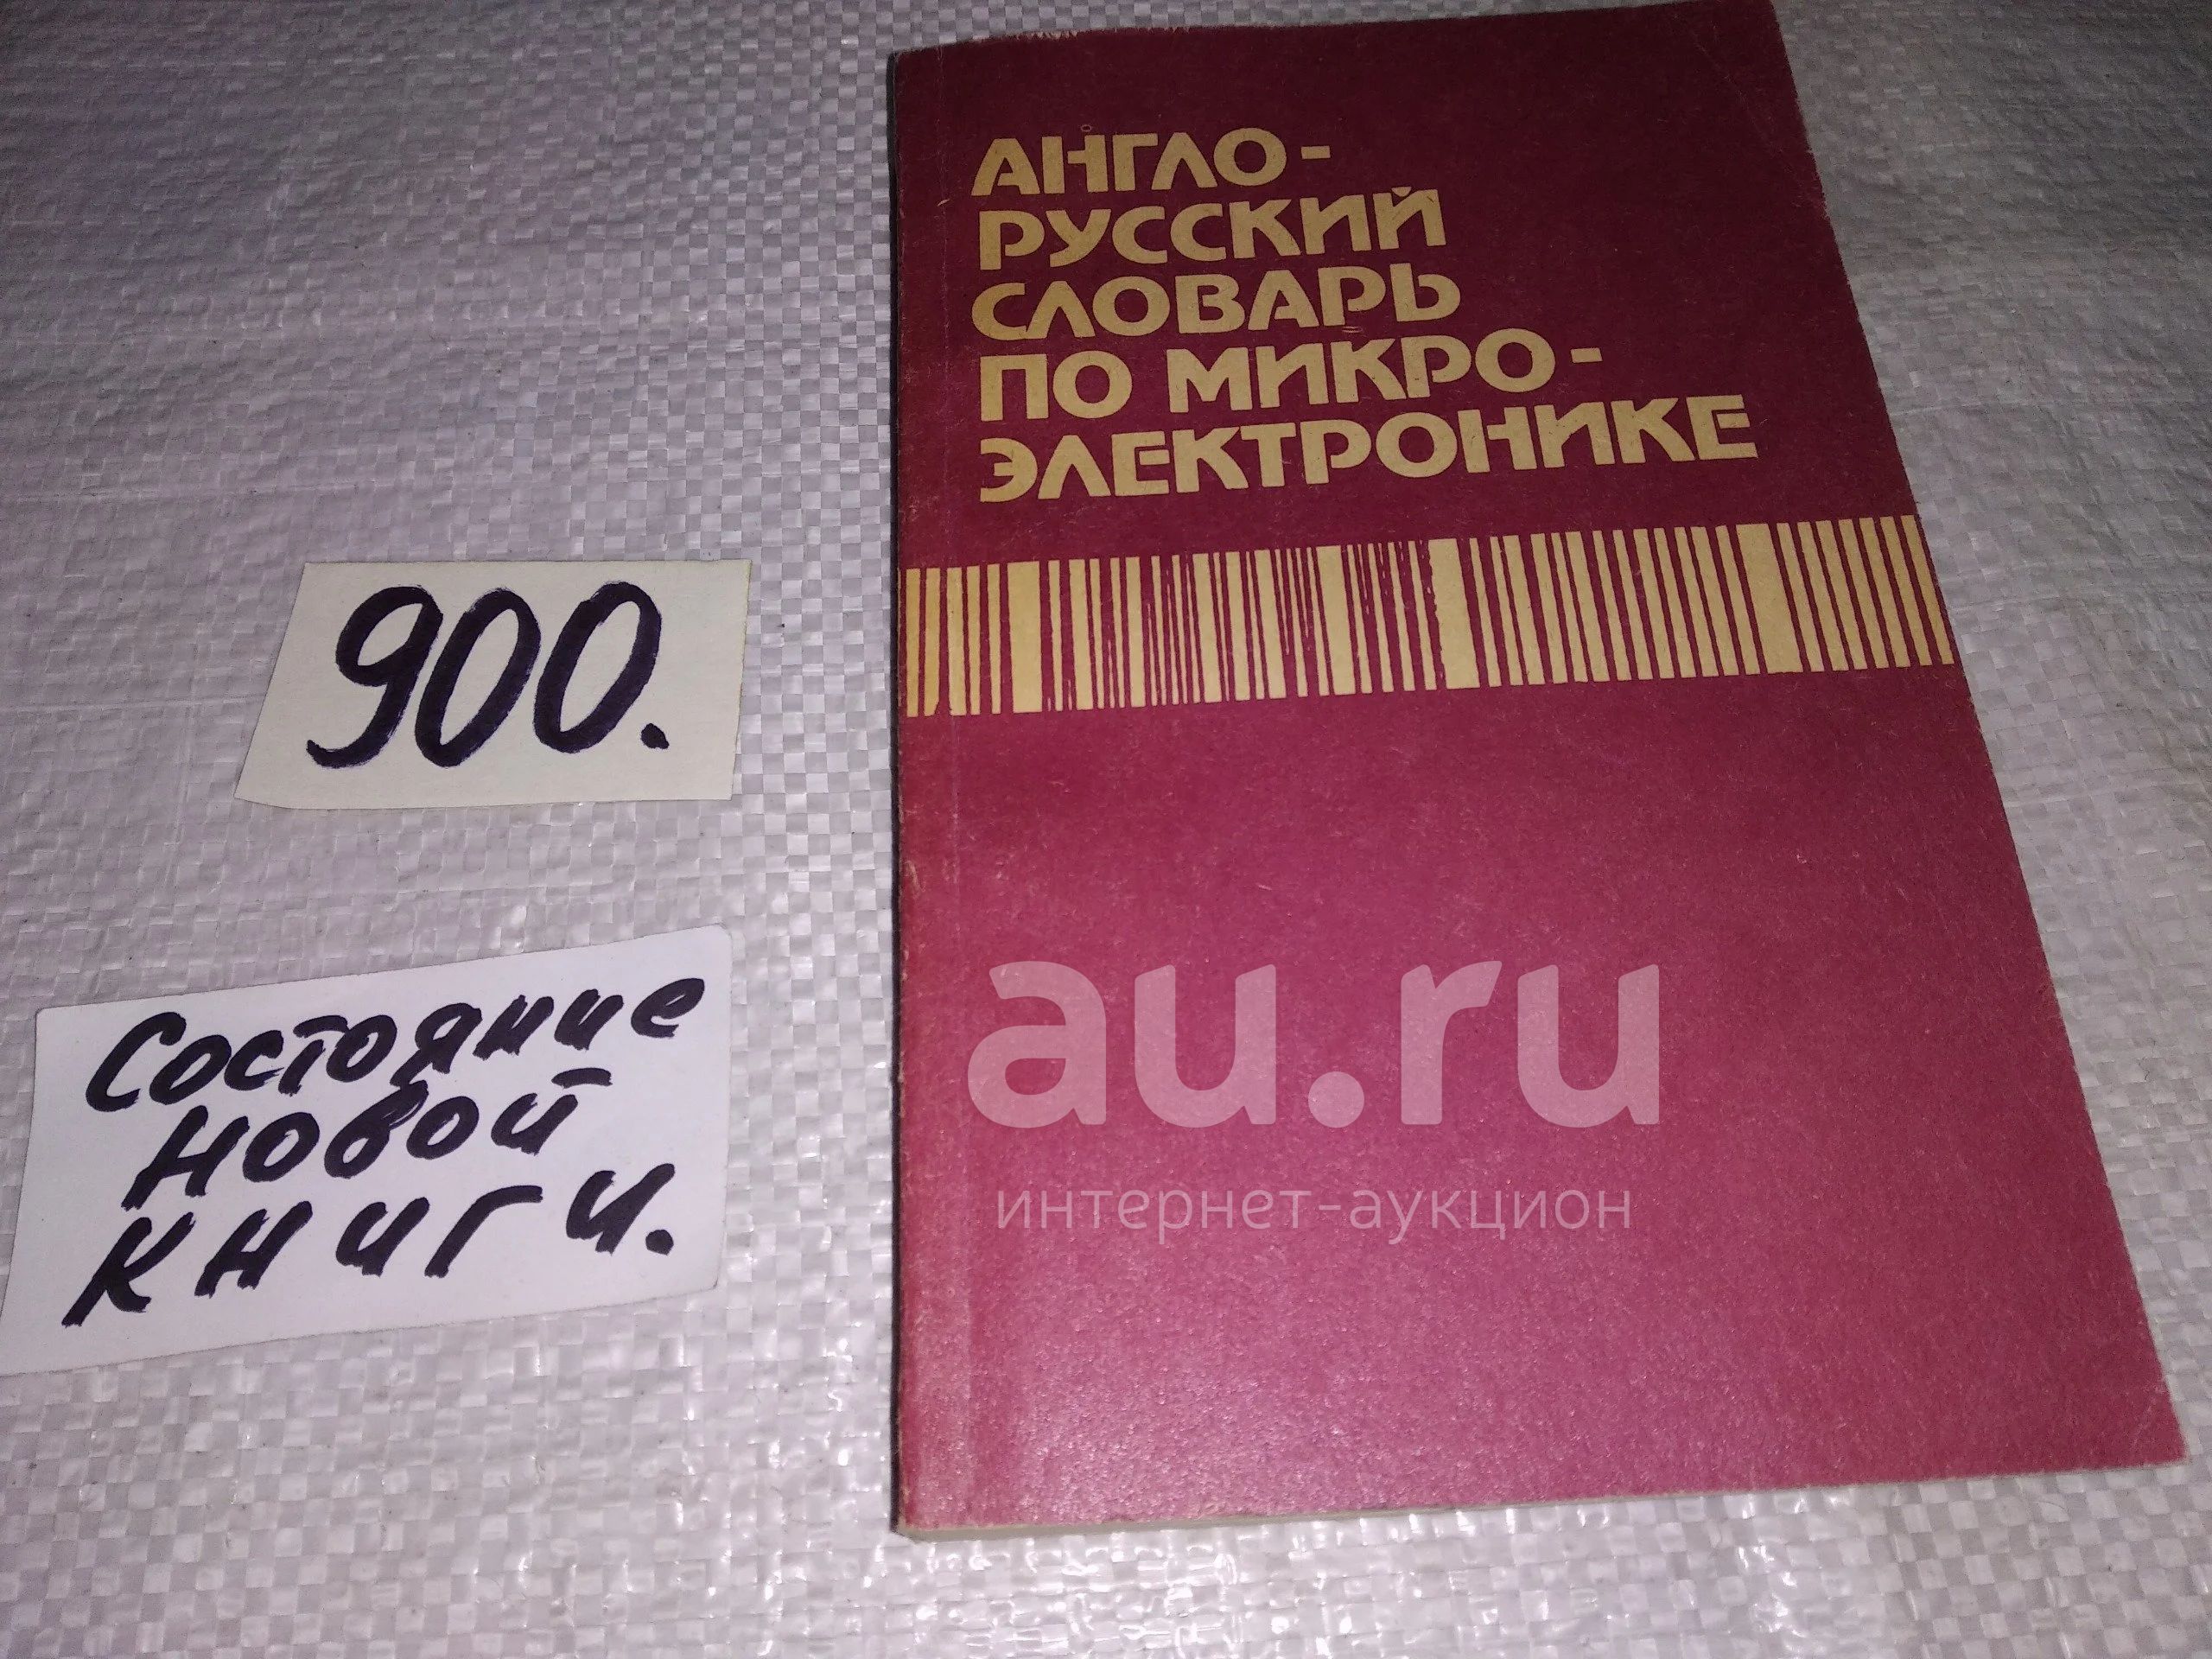 АНГЛО-
РУССКИЙ
СЛОВАРЬ
ПО МИКРО-
ЭЛЕКТРОНИКЕ
900.
Состояние
новой
книги.
au.ru
интернет-аукцион